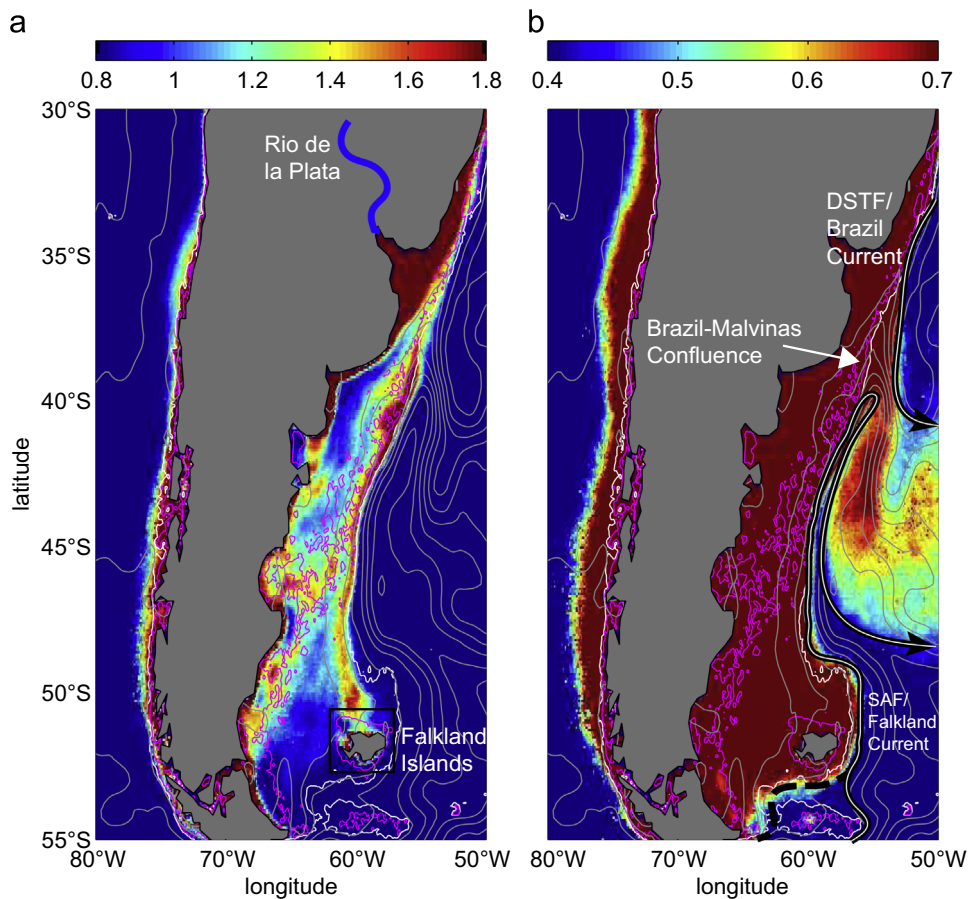 a
b
0.8 1 1.2 1.4 1.6 1.8
0.4 0.5 0.6 0.7
30°S
35°S
40°S
45°S
50°S
55°S
latitude
Rio de
la Plata
Falkland
Islands
80°W 70°W 60°W 50°W
longitude
DSTF/
Brazil
Current
Brazil-Malvinas
Confluence
SAF/
Falkland
Current
80°W 70°W 60°W 50°W
longitude